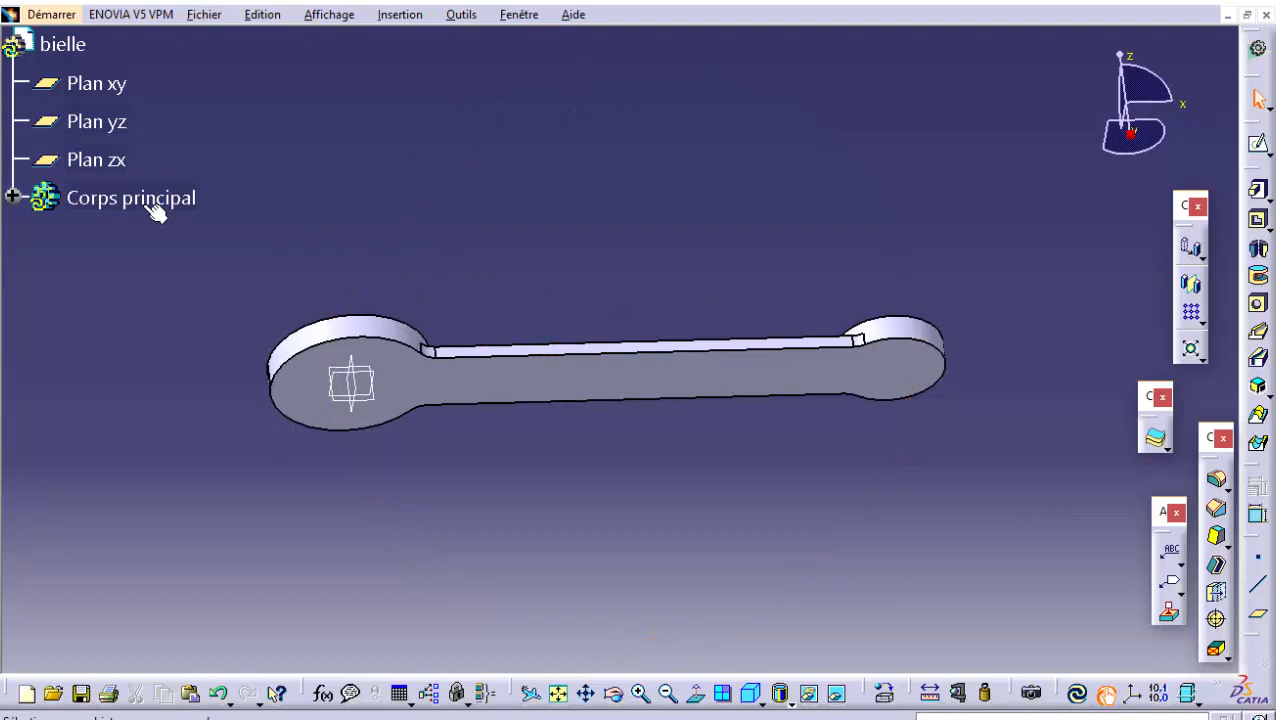 Démarrer ENOVIA V5 VPM Fichier Edition Affichage Insertion Outils Fenêtre Aide
bielle
Plan xy
Plan yz
Plan zx
Corps principal
z
x
C
C
C
A
ABC
f(x)
10.1
10.0
CATIA